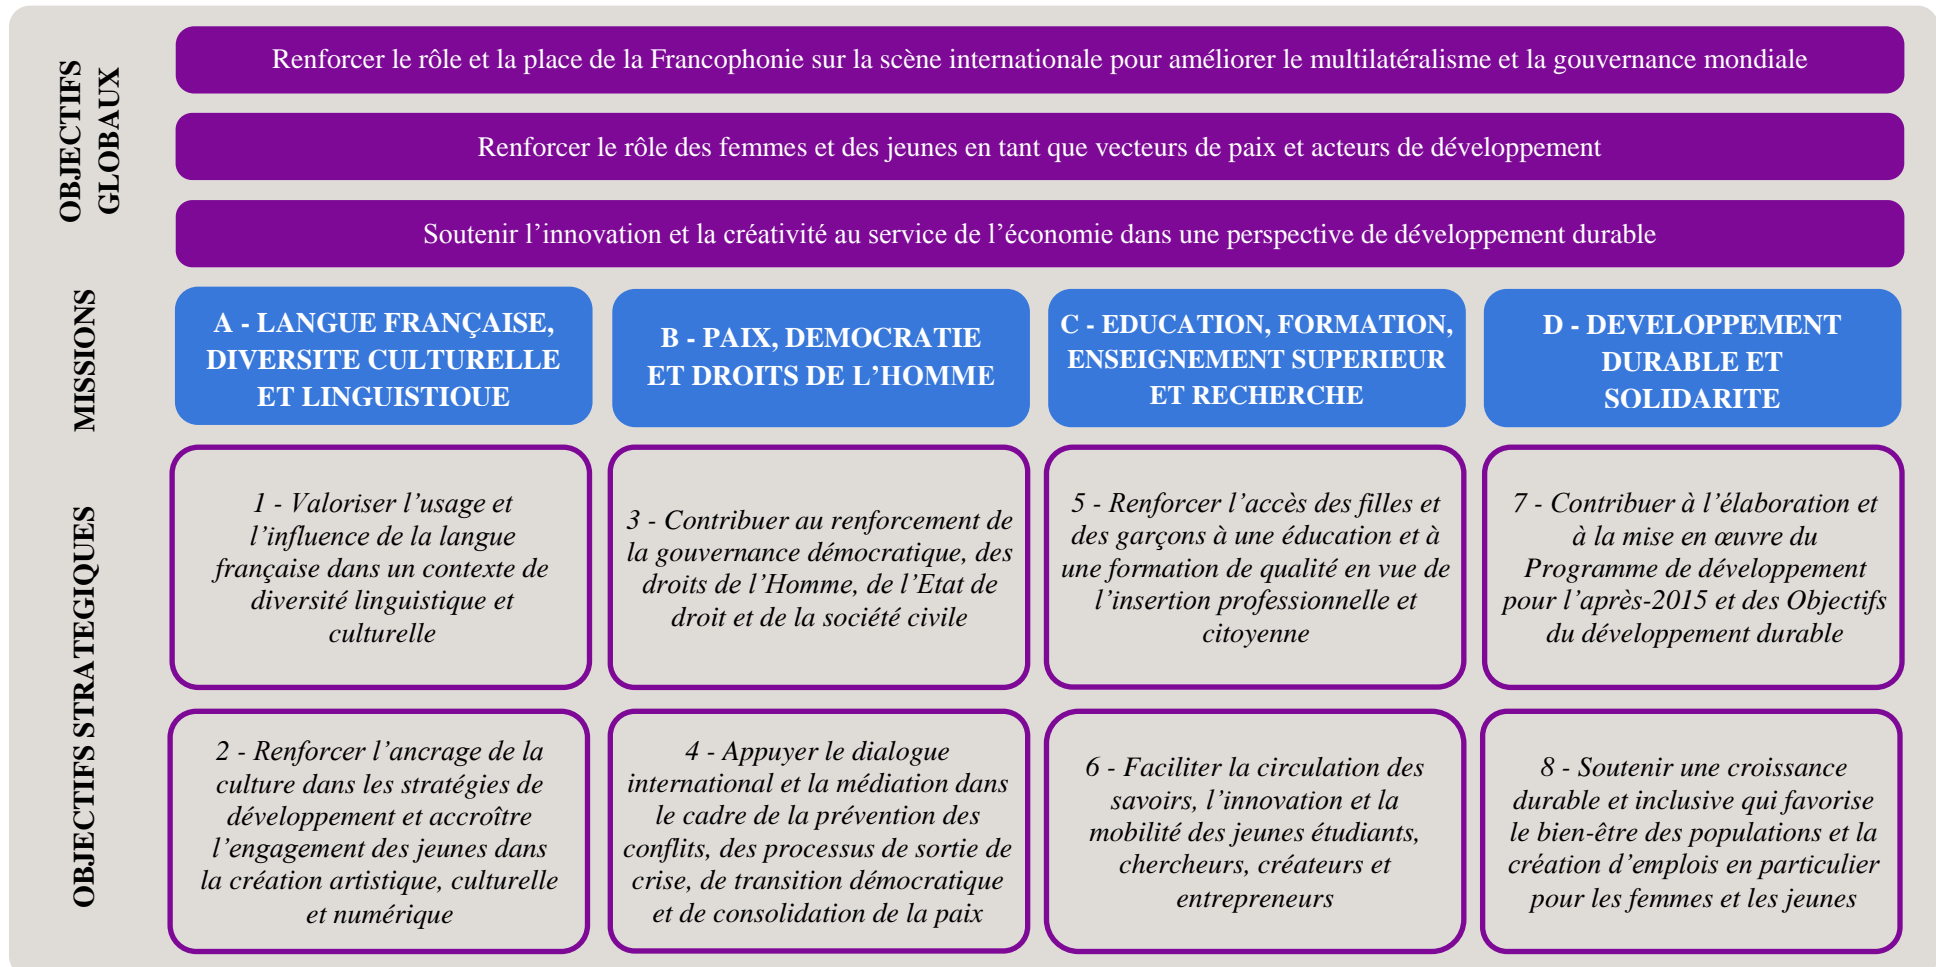 OBJECTIFS
GLOBAUX
Renforcer le rôle et la place de la Francophonie sur la scène internationale pour améliorer le multilatéralisme et la gouvernance mondiale
Renforcer le rôle des femmes et des jeunes en tant que vecteurs de paix et acteurs de développement
Soutenir l’innovation et la créativité au service de l’économie dans une perspective de développement durable
MISSIONS
A - LANGUE FRANÇAISE,
DIVERSITE CULTURELLE
ET LINGUISTIQUE
B - PAIX, DEMOCRATIE
ET DROITS DE L’HOMME
C - EDUCATION, FORMATION,
ENSEIGNEMENT SUPERIEUR
ET RECHERCHE
D - DEVELOPPEMENT
DURABLE ET
SOLIDARITE
OBJECTIFS STRATEGIQUES
1 - Valoriser l’usage et
l’influence de la langue
française dans un contexte de
diversité linguistique et
culturelle
3 - Contribuer au renforcement de
la gouvernance démocratique, des
droits de l’Homme, de l’Etat de
droit et de la société civile
5 - Renforcer l’accès des filles et
des garçons à une éducation et à
une formation de qualité en vue de
l’insertion professionnelle et
citoyenne
7 - Contribuer à l’élaboration et
à la mise en œuvre du
Programme de développement
pour l’après-2015 et des Objectifs
du développement durable
2 - Renforcer l’ancrage de la
culture dans les stratégies de
développement et accroître
l’engagement des jeunes dans
la création artistique, culturelle
et numérique
4 - Appuyer le dialogue
international et la médiation dans
le cadre de la prévention des
conflits, des processus de sortie de
crise, de transition démocratique
et de consolidation de la paix
6 - Faciliter la circulation des
savoirs, l’innovation et la
mobilité des jeunes étudiants,
chercheurs, créateurs et
entrepreneurs
8 - Soutenir une croissance
durable et inclusive qui favorise
le bien-être des populations et la
création d’emplois en particulier
pour les femmes et les jeunes